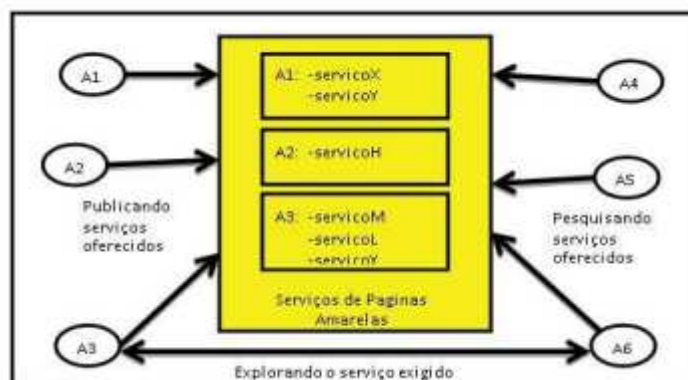 A1
A1: -servicoX
-servicoY
A4
A2
A2: -servicoH
A5
Publicando
serviços
oferecidos
A3: -servicoM
-servicoL
-servicoY
Pesquisando
serviços
oferecidos
Serviços de Paginas
Amarelas
A3
A6
Explorando o serviço exigido